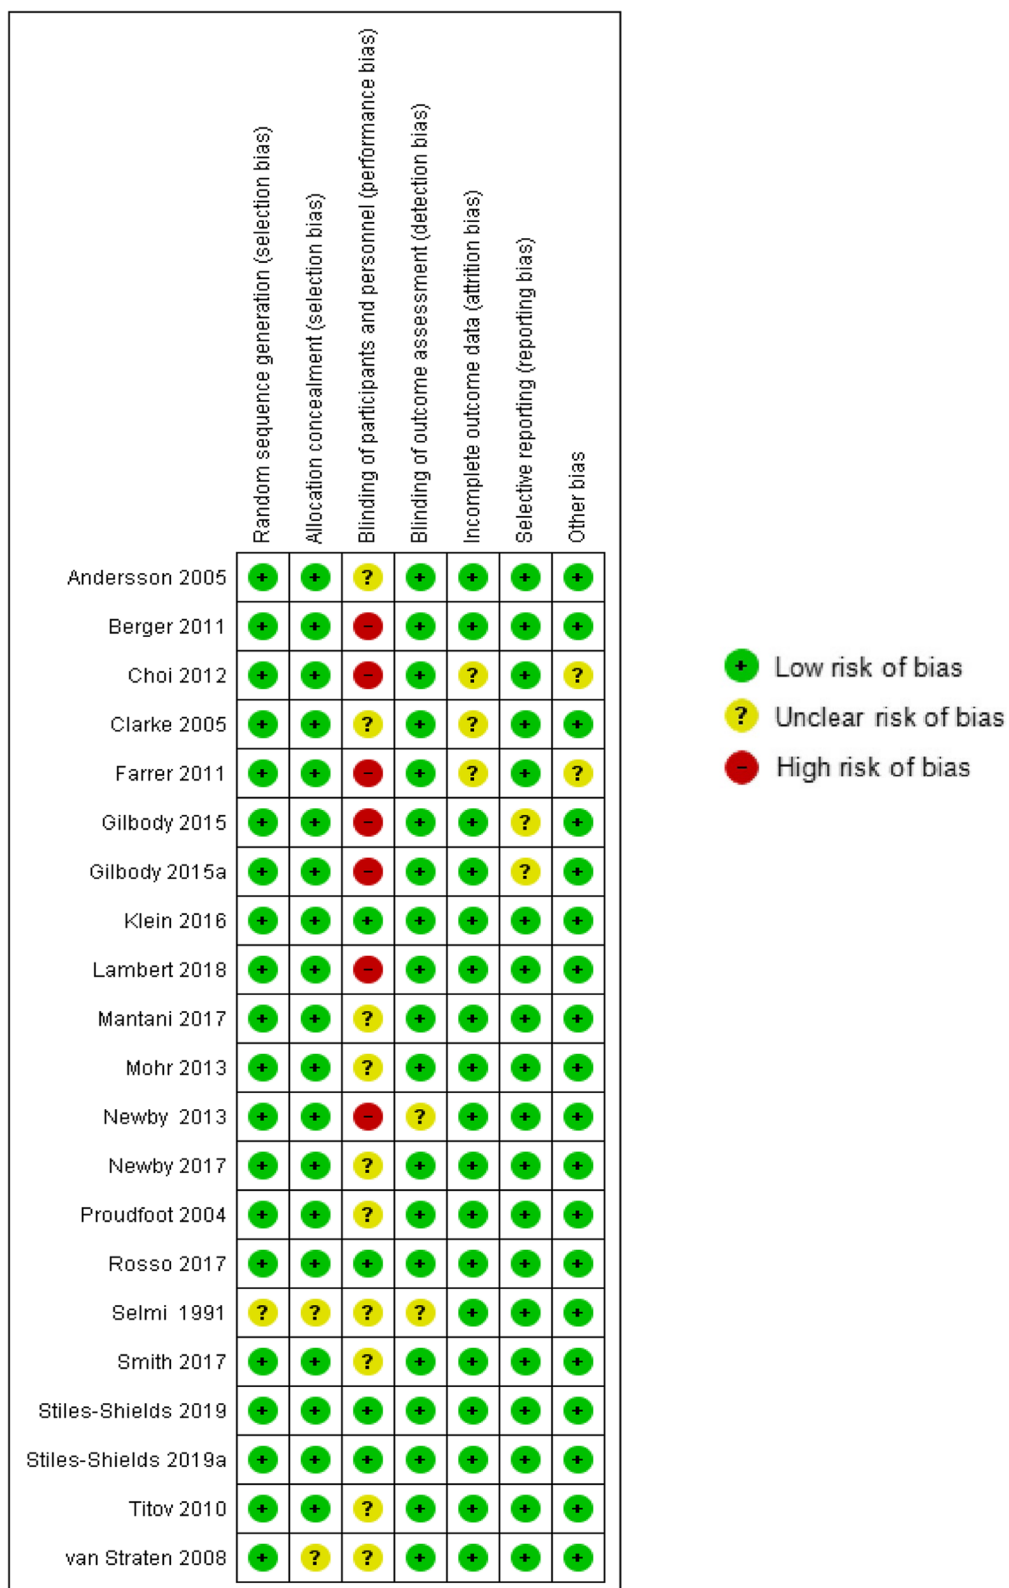 Random sequence generation (selection bias)
Allocation concealment (selection bias)
Blinding of participants and personnel (performance bias)
Blinding of outcome assessment (detection bias)
Incomplete outcome data (attrition bias)
Selective reporting (reporting bias)
Other bias
Andersson 2005 + + ? + + + +
Berger 2011 + + - + + + +
Choi 2012 + + - + ? + ?
Clarke 2005 + + ? + ? + +
Farrer 2011 + + - + ? + ?
Gilbody 2015 + + - + + ? +
Gilbody 2015a + + - + + ? +
Klein 2016 + + + + + + +
Lambert 2018 + + - + + + +
Mantani 2017 + + ? + + + +
Mohr 2013 + + ? + + + +
Newby 2013 + + - ? + + +
Newby 2017 + + ? + + + +
Proudfoot 2004 + + ? + + + +
Rosso 2017 + + + + + + +
Selmi 1991 ? ? ? ? + + +
Smith 2017 + + ? + + + +
Stiles-Shields 2019 + + + + + + +
Stiles-Shields 2019a + + + + + + +
Titov 2010 + + ? + + + +
van Straten 2008 + ? ? + + + +
+ Low risk of bias
? Unclear risk of bias
- High risk of bias